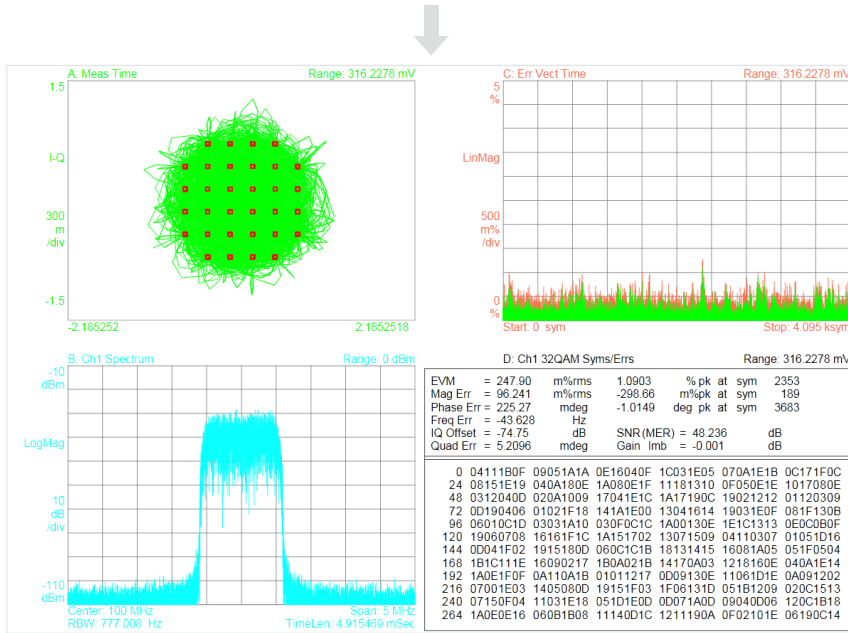 A: Meas Time Range: 316.2278 mV
1.5
I-Q
300
m
/div
-1.5
-2.185252 2.1852518
C: Err Vect Time Range: 316.2278 mV
5
%
LinMag
500
m%
/div
0
%
Start: 0 sym Stop: 4.095 ksym
B: Ch1 Spectrum Range: 0 dBm
-10
dBm
LogMag
10
dB
/div
-110
dBm
Center: 100 MHz Span: 5 MHz
RBW: 777.008 Hz TimeLen: 4.915469 mSec
D: Ch1 32QAM Syms/Errs Range: 316.2278 mV
EVM = 247.90 m%rms 1.0903 % pk at sym 2353
Mag Err = 96.241 m%rms -298.66 m%pk at sym 189
Phase Err = 225.27 mdeg -1.0149 deg pk at sym 3683
Freq Err = -43.628 Hz
IQ Offset = -74.75 dB SNR(MER) = 48.236 dB
Quad Err = 5.2096 mdeg Gain Imb = -0.001 dB
0 04111B0F 09051A1A 0E16040F 1C031E05 070A1E1B 0C171F0C
24 08151E19 040A180E 1A080E1F 11181310 0F050E1E 1017080E
48 0312040D 020A1009 17041E1C 1A17190C 19021212 01120309
72 0D190406 01021F18 141A1E00 13041614 19031E0F 081F130B
96 06010C1D 03031A10 030F0C1C 1A00130E 1E1C1313 0E0C0B0F
120 19060708 16161F1C 1A151702 13071509 04110307 01051D16
144 0D041F02 1915180D 060C1C1B 18131415 16081A05 051F0504
168 1B1C111E 16090217 1B0A021B 14170A03 1218160E 040A1E14
192 1A0E1F0F 0A110A1B 01011217 0D09130E 11061D1E 0A091202
216 07001E03 1405080D 19151F03 1F06131D 051B1209 020C1513
240 07150F04 11031E18 051D1E0D 0D071A0D 09040D06 120C1B18
264 1A0E0E16 060B1B08 11140D1C 1211190A 0F02101E 06190C14